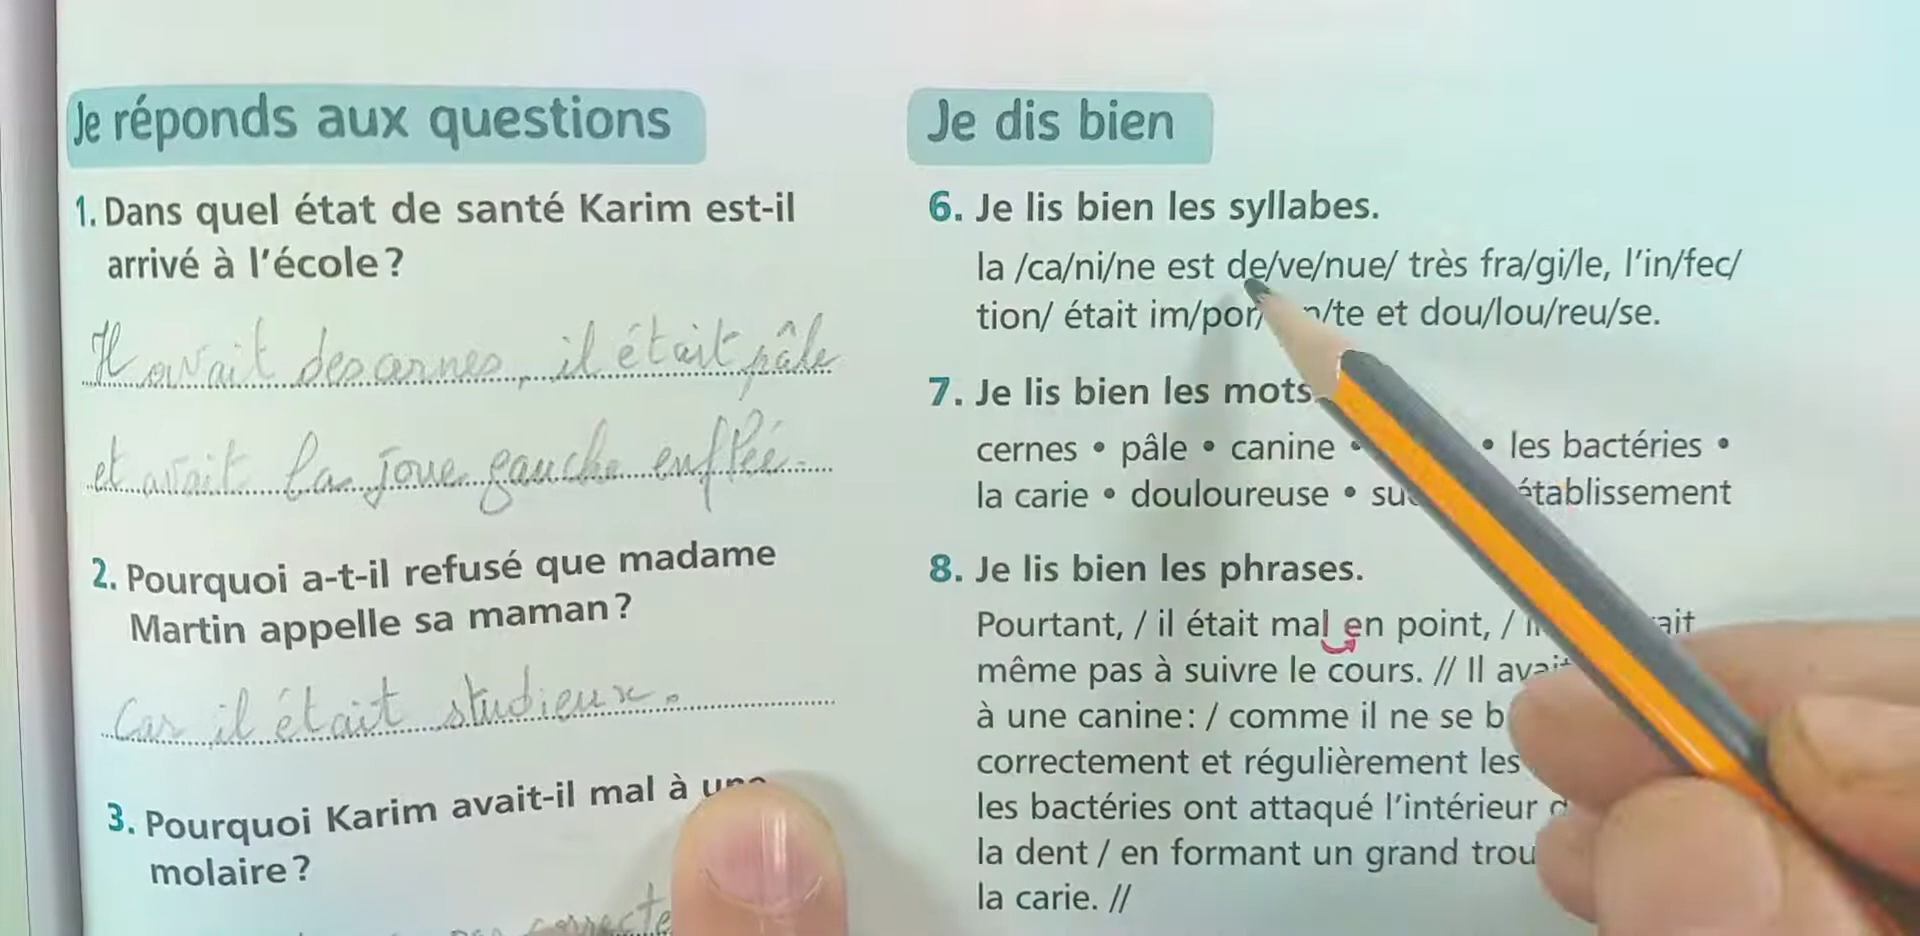 Je réponds aux questions
1. Dans quel état de santé Karim est-il
arrivé à l'école ?
Il avait des cernes, il était pâle
et avait la joue gauche enflée.
2. Pourquoi a-t-il refusé que madame
Martin appelle sa maman ?
Car il était studieux.
3. Pourquoi Karim avait-il mal à une
molaire ?
pas correcte
Je dis bien
6. Je lis bien les syllabes.
la /ca/ni/ne est de/ve/nue/ très fra/gi/le, l'in/fec/
tion/ était im/por/ /te et dou/lou/reu/se.
7. Je lis bien les mots
cernes • pâle • canine • • les bactéries •
la carie • douloureuse • établissement
8. Je lis bien les phrases.
Pourtant, / il était mal en point, /
même pas à suivre le cours. // Il avait
à une canine : / comme il ne se
correctement et régulièrement les
les bactéries ont attaqué l'intérieur
la dent / en formant un grand trou
la carie. //